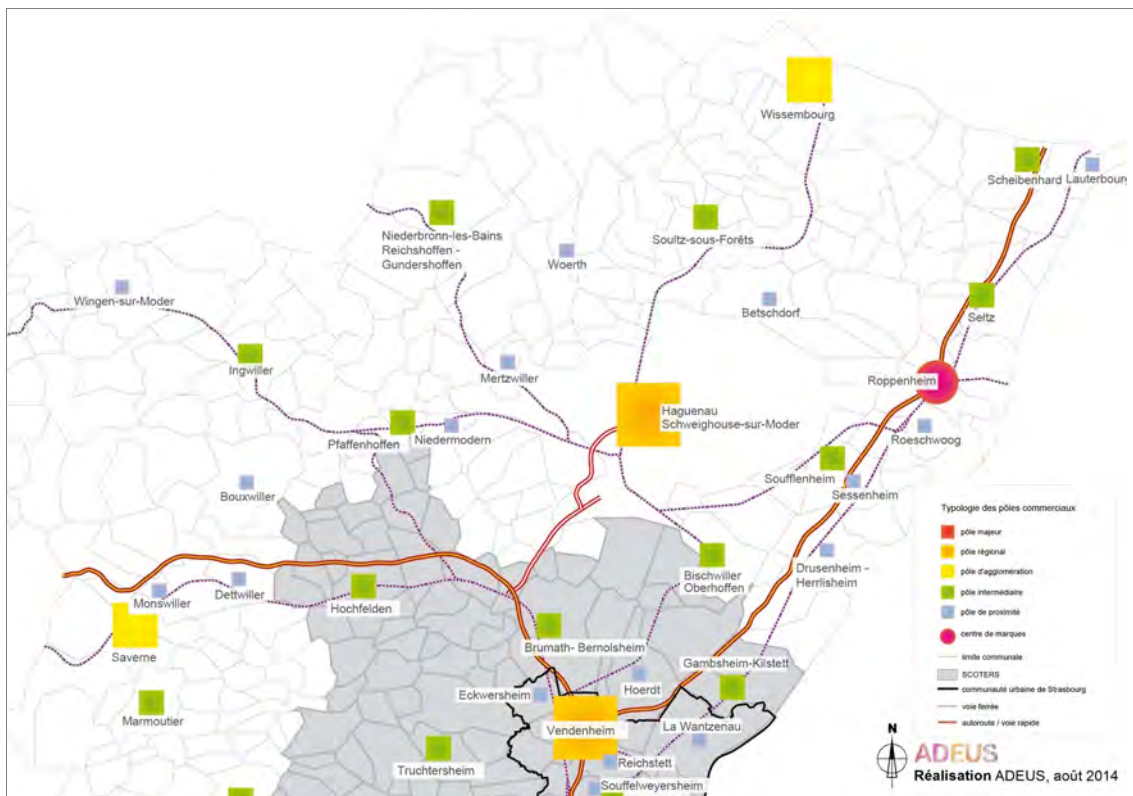 Wissembourg
Scheibenhard
Lauterbourg
Niederbronn-les-Bains
Reichshoffen -
Gundershoffen
Soultz-sous-Forêts
Woerth
Wingen-sur-Moder
Betschdorf
Seltz
Ingwiller
Mertzwiller
Roppenheim
Haguenau
Schweighouse-sur-Moder
Pfaffenhoffen
Niedermodern
Roeschwoog
Soufflenheim
Sessenheim
Bouxwiller
Typologie des pôles commerciaux
pôle majeur
pôle régional
pôle d'agglomération
pôle intermédiaire
pôle de proximité
centre de marques
limite communale
SCOTERS
communauté urbaine de Strasbourg
voie ferrée
autoroute / voie rapide
Drusenheim -
Herrlisheim
Bischwiller
Oberhoffen
Monswiller
Dettwiller
Hochfelden
Saverne
Brumath- Bernolsheim
Gambsheim-Kilstett
Eckwersheim
Hoerdt
Marmoutier
Vendenheim
La Wantzenau
Truchtersheim
Reichstett
Souffelweyersheim
N
ADEUS
Réalisation ADEUS, août 2014